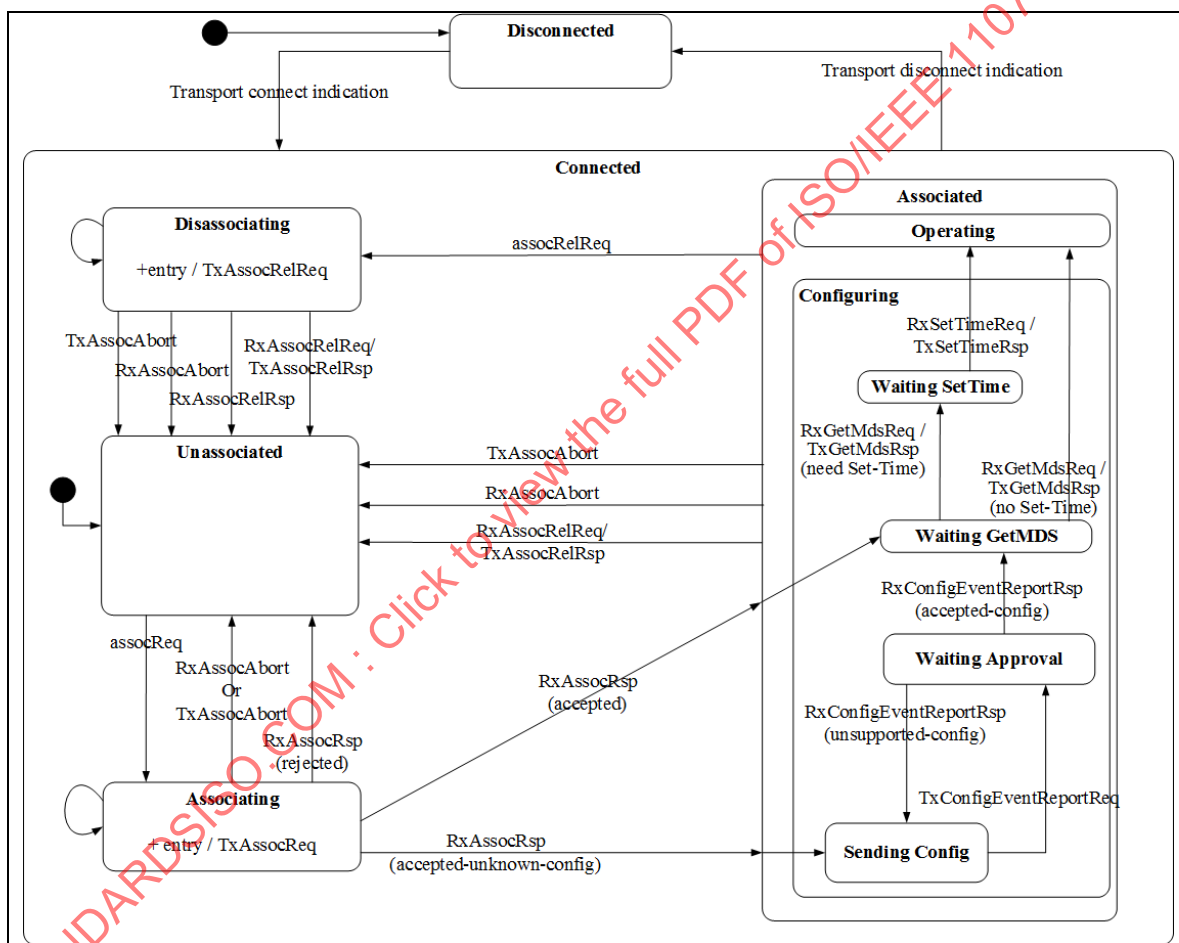 Disconnected
Transport connect indication
Transport disconnect indication
Connected
Associated
Disassociating
+entry / TxAssocRelReq
assocRelReq
Operating
Configuring
TxAssocAbort
RxAssocAbort
RxAssocRelRsp
RxAssocRelReq/
TxAssocRelRsp
RxSetTimeReq /
TxSetTimeRsp
Waiting SetTime
Unassociated
TxAssocAbort
RxAssocAbort
RxAssocRelReq/
TxAssocRelRsp
RxGetMdsReq /
TxGetMdsRsp
(need Set-Time)
RxGetMdsReq /
TxGetMdsRsp
(no Set-Time)
Waiting GetMDS
RxConfigEventReportRsp
(accepted-config)
assocReq
RxAssocAbort
Or
TxAssocAbort
RxAssocRsp
(rejected)
RxAssocRsp
(accepted)
Waiting Approval
RxConfigEventReportRsp
(unsupported-config)
TxConfigEventReportReq
Associating
+ entry / TxAssocReq
RxAssocRsp
(accepted-unknown-config)
Sending Config
NDARDSISO.COM : Click to view the full PDF of ISO/IEEE 1107